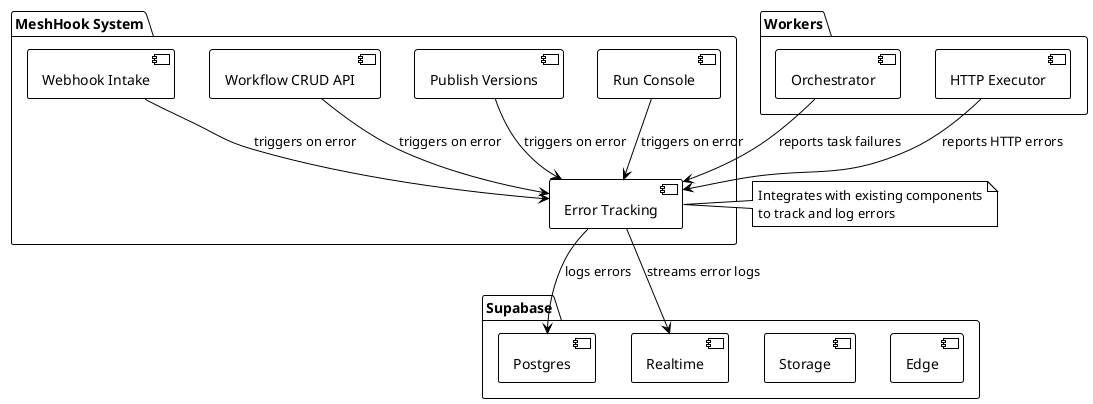 MeshHook System
Workers
Webhook Intake
Workflow CRUD API
Publish Versions
Run Console
Orchestrator
HTTP Executor
triggers on error
triggers on error
triggers on error
triggers on error
reports task failures
reports HTTP errors
Error Tracking
Integrates with existing components
to track and log errors
logs errors
streams error logs
Supabase
Postgres
Realtime
Storage
Edge